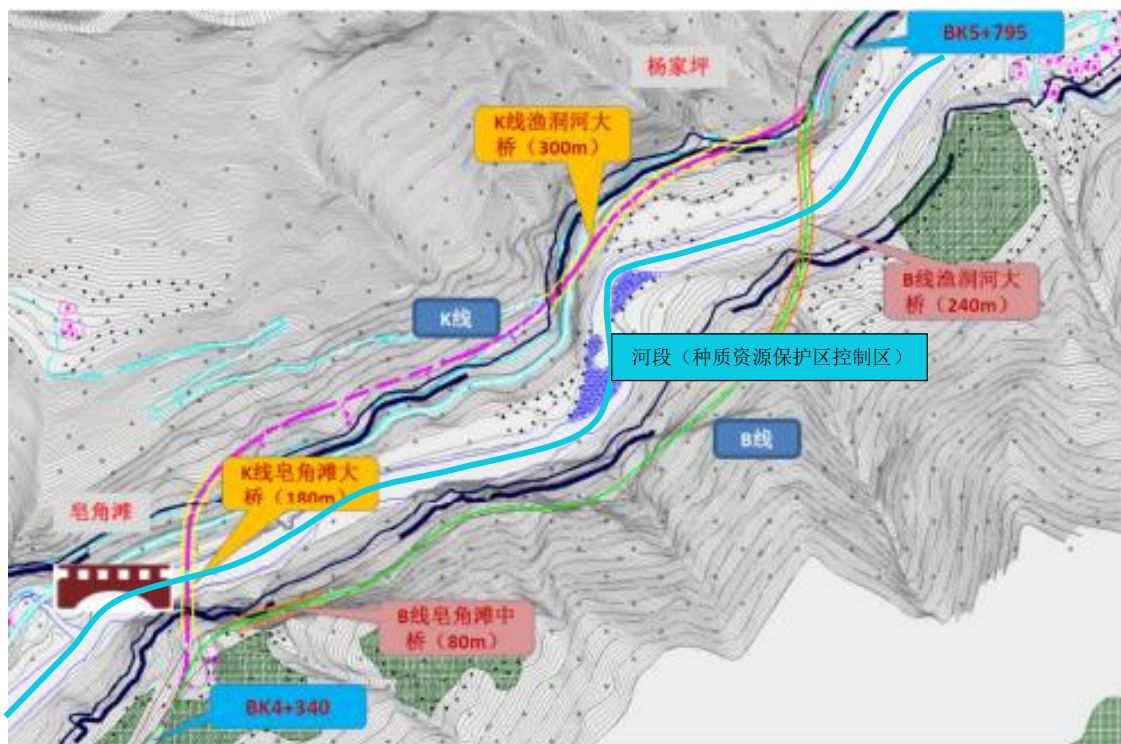 BK5+795
杨家坪
K线渔洞河大
桥（300m）
B线渔洞河大
桥（240m）
K线
河段（种质资源保护区控制区）
B线
K线皂角滩大
桥（180m）
皂角滩
B线皂角滩中
桥（80m）
BK4+340